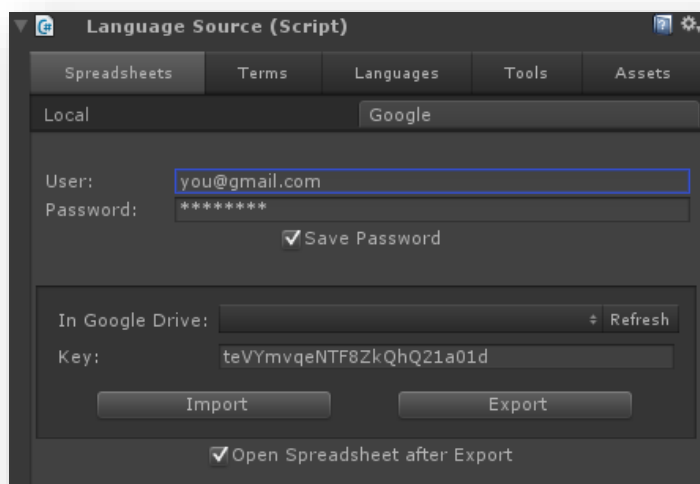 C# Language Source (Script)
Spreadsheets Terms Languages Tools Assets
Local Google
User: you@gmail.com
Password: ********
Save Password
In Google Drive: Refresh
Key: teVYmvqeNTF8ZkQhQ21a01d
Import Export
Open Spreadsheet after Export